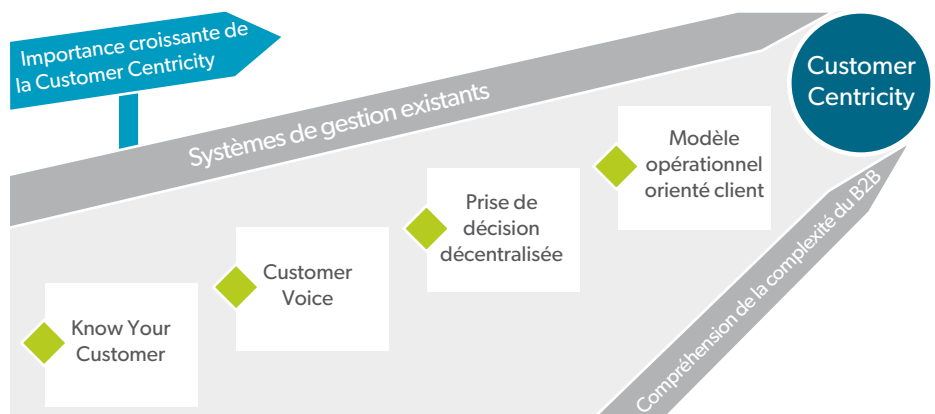 Importance croissante de
la Customer Centricity
Systèmes de gestion existants
Customer
Centricity
Modèle
opérationnel
orienté client
Prise de
décision
décentralisée
Customer
Voice
Know Your
Customer
Compréhension de la complexité du B2B